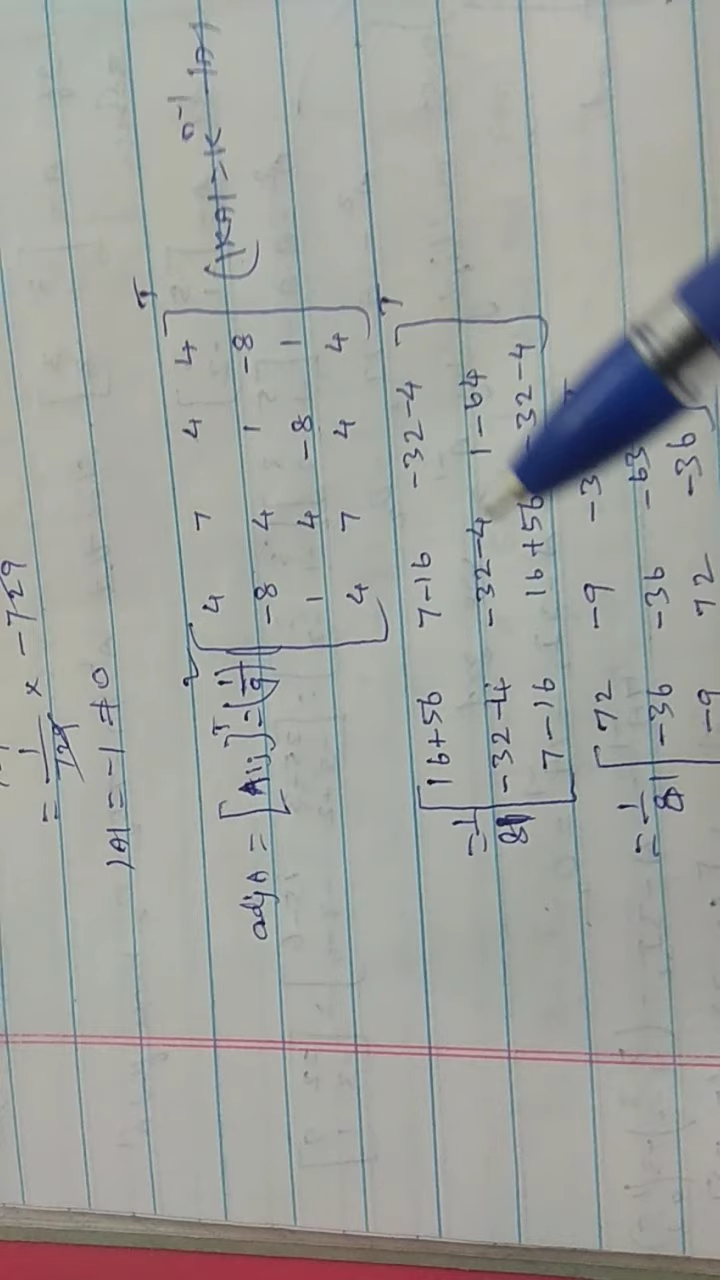 = 1/729 × -729
|A| = -1 ≠ 0
adj A = [Aij]ᵀ = (1/9)² [4 7 4 4
-8 4 1 -8
1 4 -8 1
4 7 4 4]ᵀ (|KA| = Kⁿ⁻¹ |A|
= 1/81 [16+56 7-16 -32-4
-32-4 -32-4 1-64
7-16 16+56 -32-4]ᵀ
= 1/81 [72 -9 -3
-36 -36 -63
-9 72 -36